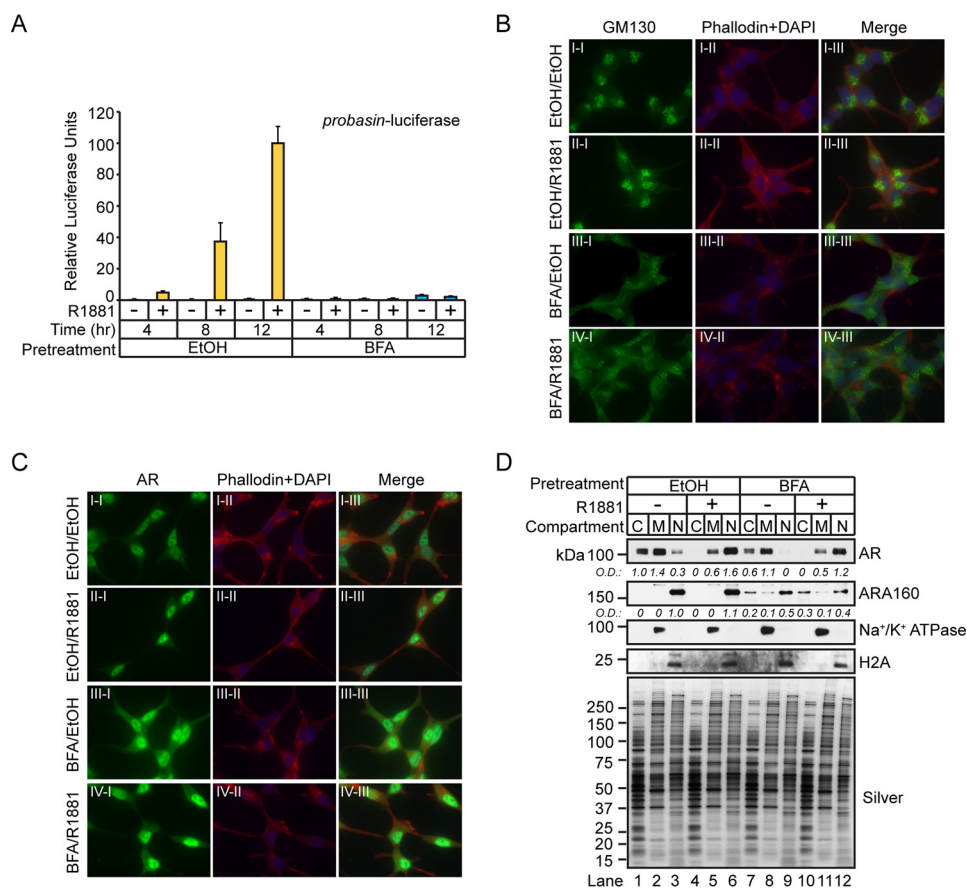 A
probasin-luciferase
Relative Luciferase Units
120
100
80
60
40
20
0
R1881 - + - + - + - + - + - +
Time (hr) 4 8 12 4 8 12
Pretreatment EtOH BFA
B
GM130 Phallodin+DAPI Merge
EtOH/EtOH I-I I-II I-III
EtOH/R1881 II-I II-II II-III
BFA/EtOH III-I III-II III-III
BFA/R1881 IV-I IV-II IV-III
C
AR Phallodin+DAPI Merge
EtOH/EtOH I-I I-II I-III
EtOH/R1881 II-I II-II II-III
BFA/EtOH III-I III-II III-III
BFA/R1881 IV-I IV-II IV-III
D
Pretreatment EtOH BFA
R1881 - + - +
Compartment C M N C M N C M N C M N
kDa 100 AR
O.D.: 1.0 1.4 0.3 0 0.6 1.6 0.6 1.1 0 0 0.5 1.2
150 ARA160
O.D.: 0 0 1.0 0 0 1.1 0.2 0.1 0.5 0.3 0.1 0.4
100 Na⁺/K⁺ ATPase
25 H2A
250
150
100
75
50
37
25
20
15
Silver
Lane 1 2 3 4 5 6 7 8 9 10 11 12